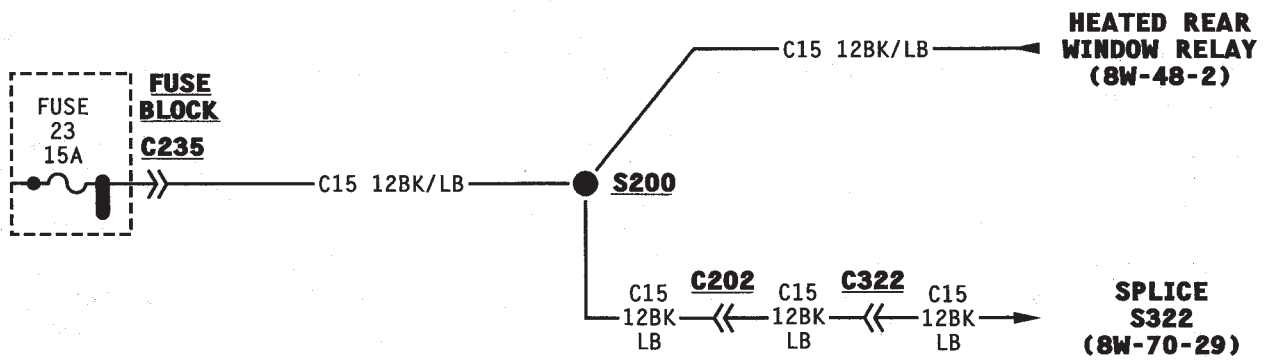 HEATED REAR
WINDOW RELAY
(8W-48-2)
C15 12BK/LB
FUSE
BLOCK
C235
FUSE
23
15A
C15 12BK/LB
S200
C202
C322
C15
12BK
LB
C15
12BK
LB
C15
12BK
LB
SPLICE
S322
(8W-70-29)